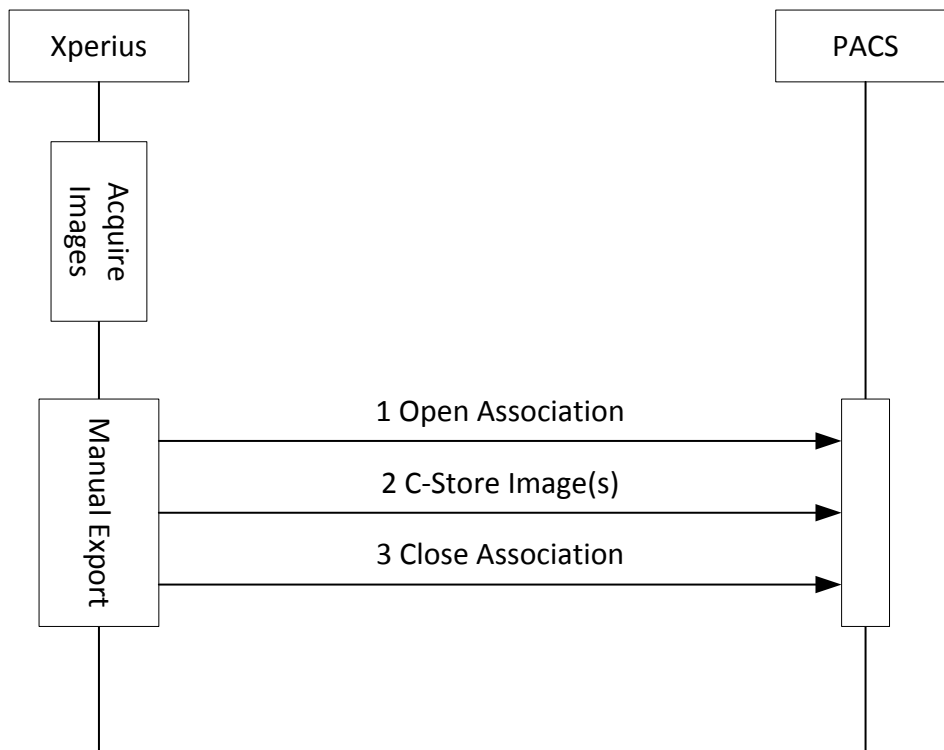 Xperius
PACS
Acquire
Images
1 Open Association
Manual Export
2 C-Store Image(s)
3 Close Association